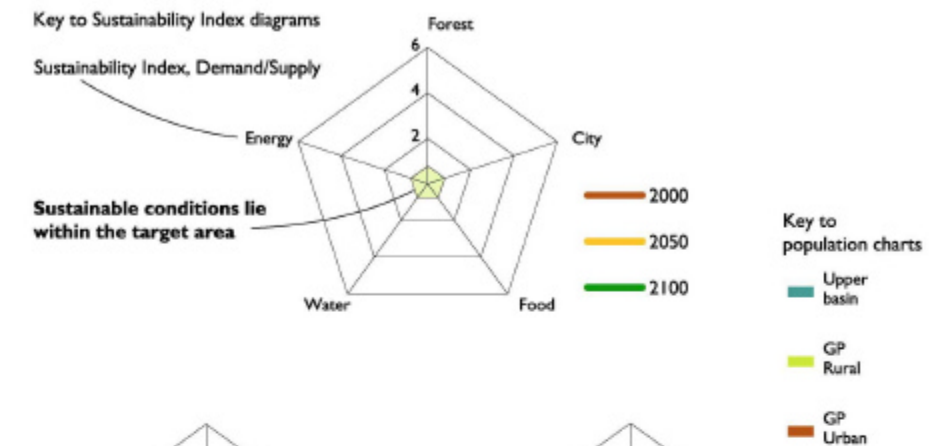 Key to Sustainability Index diagrams
Sustainability Index, Demand/Supply
Forest
6
4
2
Energy
City
Sustainable conditions lie
within the target area
Water
Food
2000
2050
2100
Key to
population charts
Upper
basin
GP
Rural
GP
Urban